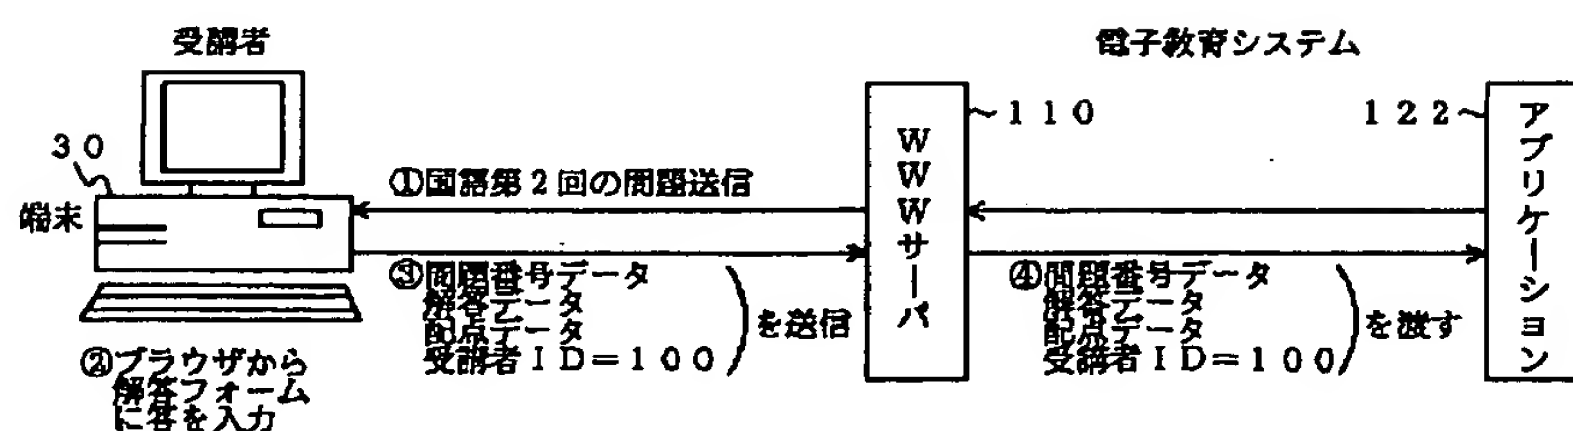 受講者
電子教育システム
30
端末
①国語第2回の問題送信
110
122
WWWサーバ
アプリケーション
③問題番号データ
解答データ
配点データ
受講者ID=100
を送信
④問題番号データ
解答データ
配点データ
受講者ID=100
を渡す
②ブラウザから
解答フォーム
に答を入力